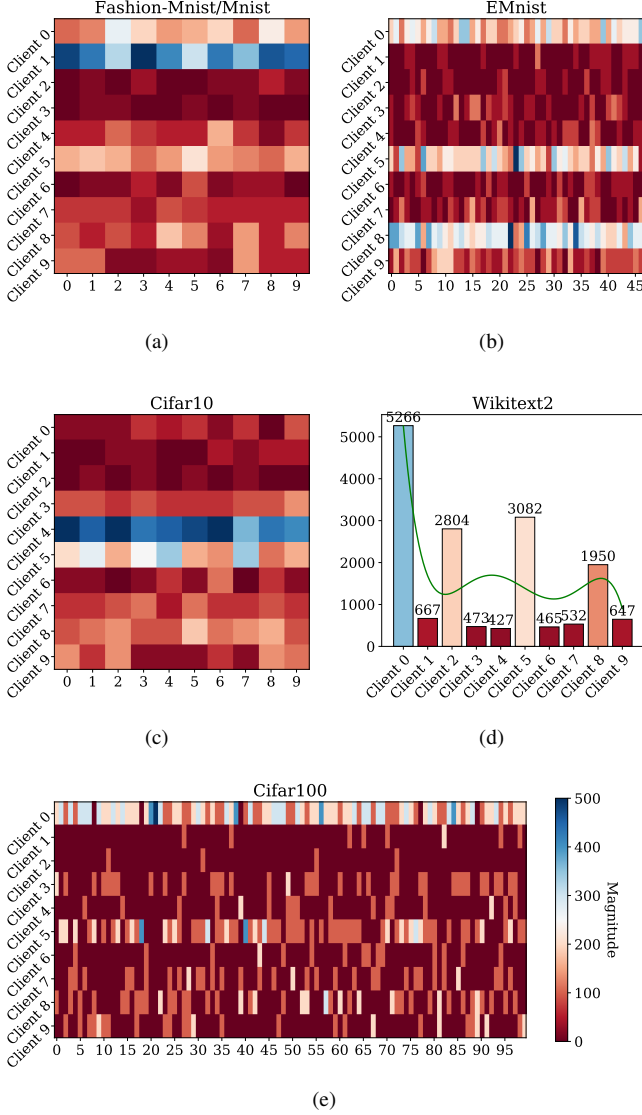 Fashion-Mnist/Mnist
Client 0
Client 1
Client 2
Client 3
Client 4
Client 5
Client 6
Client 7
Client 8
Client 9
0 1 2 3 4 5 6 7 8 9
(a)
EMnist
Client 0
Client 1
Client 2
Client 3
Client 4
Client 5
Client 6
Client 7
Client 8
Client 9
0 5 10 15 20 25 30 35 40 45
(b)
Cifar10
Client 0
Client 1
Client 2
Client 3
Client 4
Client 5
Client 6
Client 7
Client 8
Client 9
0 1 2 3 4 5 6 7 8 9
(c)
Wikitext2
5000
4000
3000
2000
1000
0
5266
667
2804
473
427
3082
465
532
1950
647
Client 0
Client 1
Client 2
Client 3
Client 4
Client 5
Client 6
Client 7
Client 8
Client 9
(d)
Cifar100
Client 0
Client 1
Client 2
Client 3
Client 4
Client 5
Client 6
Client 7
Client 8
Client 9
0 5 10 15 20 25 30 35 40 45 50 55 60 65 70 75 80 85 90 95
500
400
300
200
100
0
Magnitude
(e)